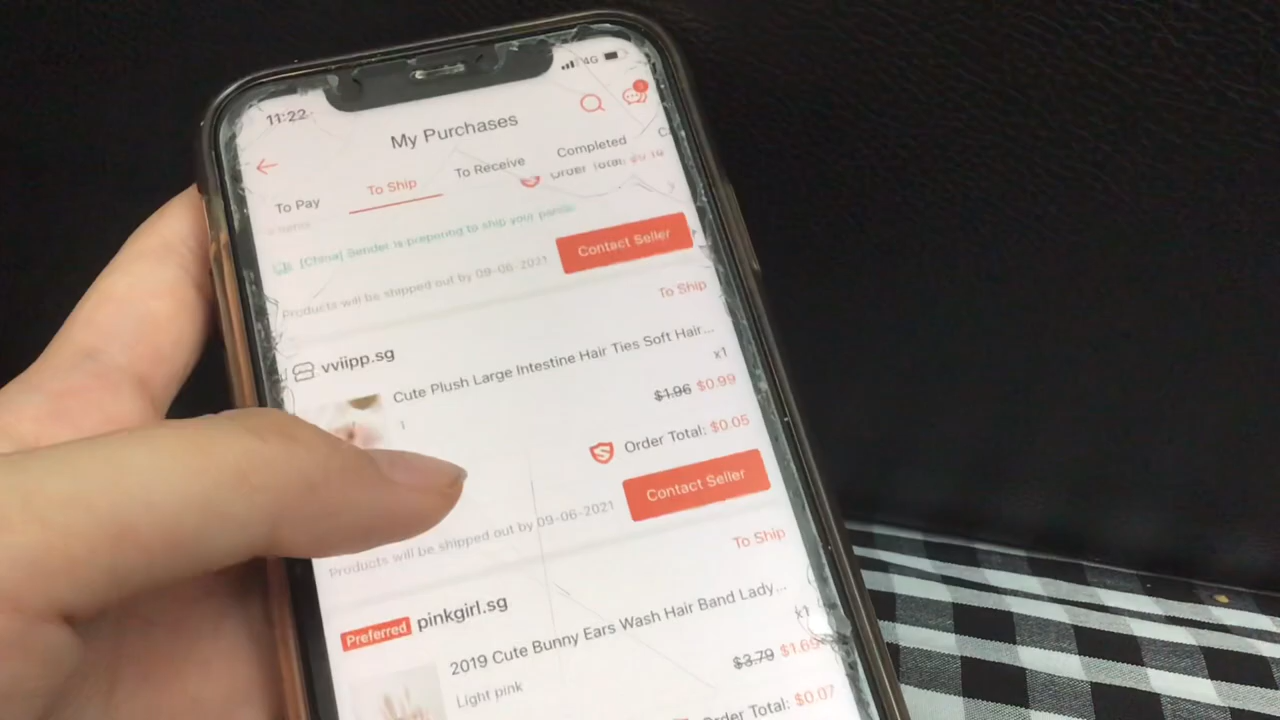 11:22
4G
My Purchases
To Pay
To Ship
To Receive
Completed
Order Total:
[China] Sender is preparing to ship your parcel
Products will be shipped out by 09-06-2021
Contact Seller
To Ship
vviipp.sg
Cute Plush Large Intestine Hair Ties Soft Hair...
1
x1
$1.96 $0.99
Order Total: $0.05
Products will be shipped out by 09-06-2021
Contact Seller
To Ship
Preferred pinkgirl.sg
2019 Cute Bunny Ears Wash Hair Band Lady...
Light pink
x1
$3.79 $1.69
Order Total: $0.07